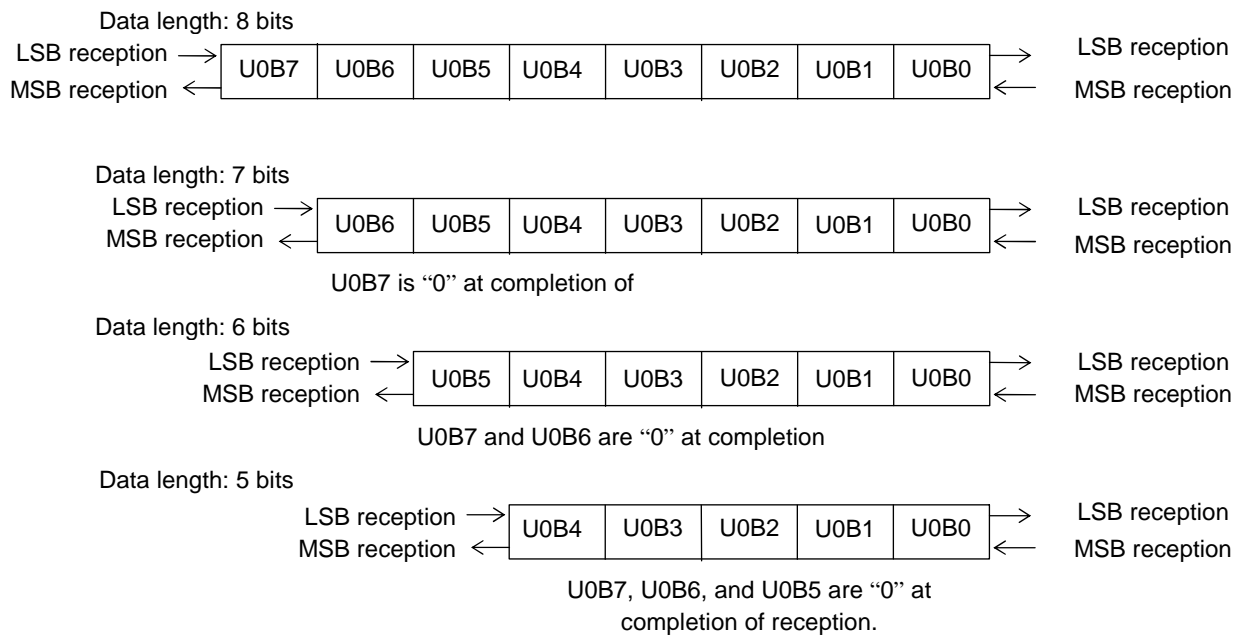 Data length: 8 bits
LSB reception
MSB reception
U0B7 U0B6 U0B5 U0B4 U0B3 U0B2 U0B1 U0B0
LSB reception
MSB reception
Data length: 7 bits
LSB reception
MSB reception
U0B6 U0B5 U0B4 U0B3 U0B2 U0B1 U0B0
LSB reception
MSB reception
U0B7 is “0” at completion of
Data length: 6 bits
LSB reception
MSB reception
U0B5 U0B4 U0B3 U0B2 U0B1 U0B0
LSB reception
MSB reception
U0B7 and U0B6 are “0” at completion
Data length: 5 bits
LSB reception
MSB reception
U0B4 U0B3 U0B2 U0B1 U0B0
LSB reception
MSB reception
U0B7, U0B6, and U0B5 are “0” at
completion of reception.